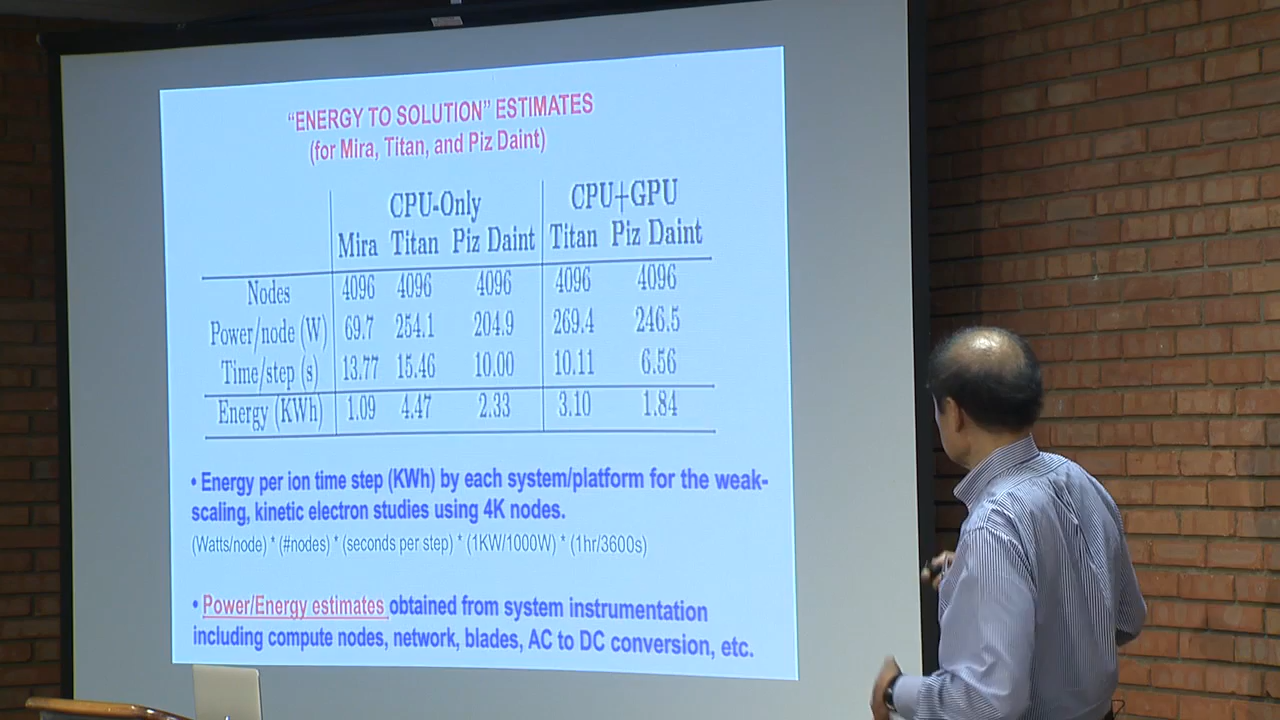 “ENERGY TO SOLUTION” ESTIMATES
(for Mira, Titan, and Piz Daint)
CPU-Only CPU+GPU
Mira Titan Piz Daint Titan Piz Daint
Nodes 4096 4096 4096 4096 4096
Power/node (W) 69.7 254.1 204.9 269.4 246.5
Time/step (s) 13.77 15.46 10.00 10.11 6.56
Energy (KWh) 1.09 4.47 2.33 3.10 1.84
• Energy per ion time step (KWh) by each system/platform for the weak-
scaling, kinetic electron studies using 4K nodes.
(Watts/node) * (#nodes) * (seconds per step) * (1KW/1000W) * (1hr/3600s)
• Power/Energy estimates obtained from system instrumentation
including compute nodes, network, blades, AC to DC conversion, etc.